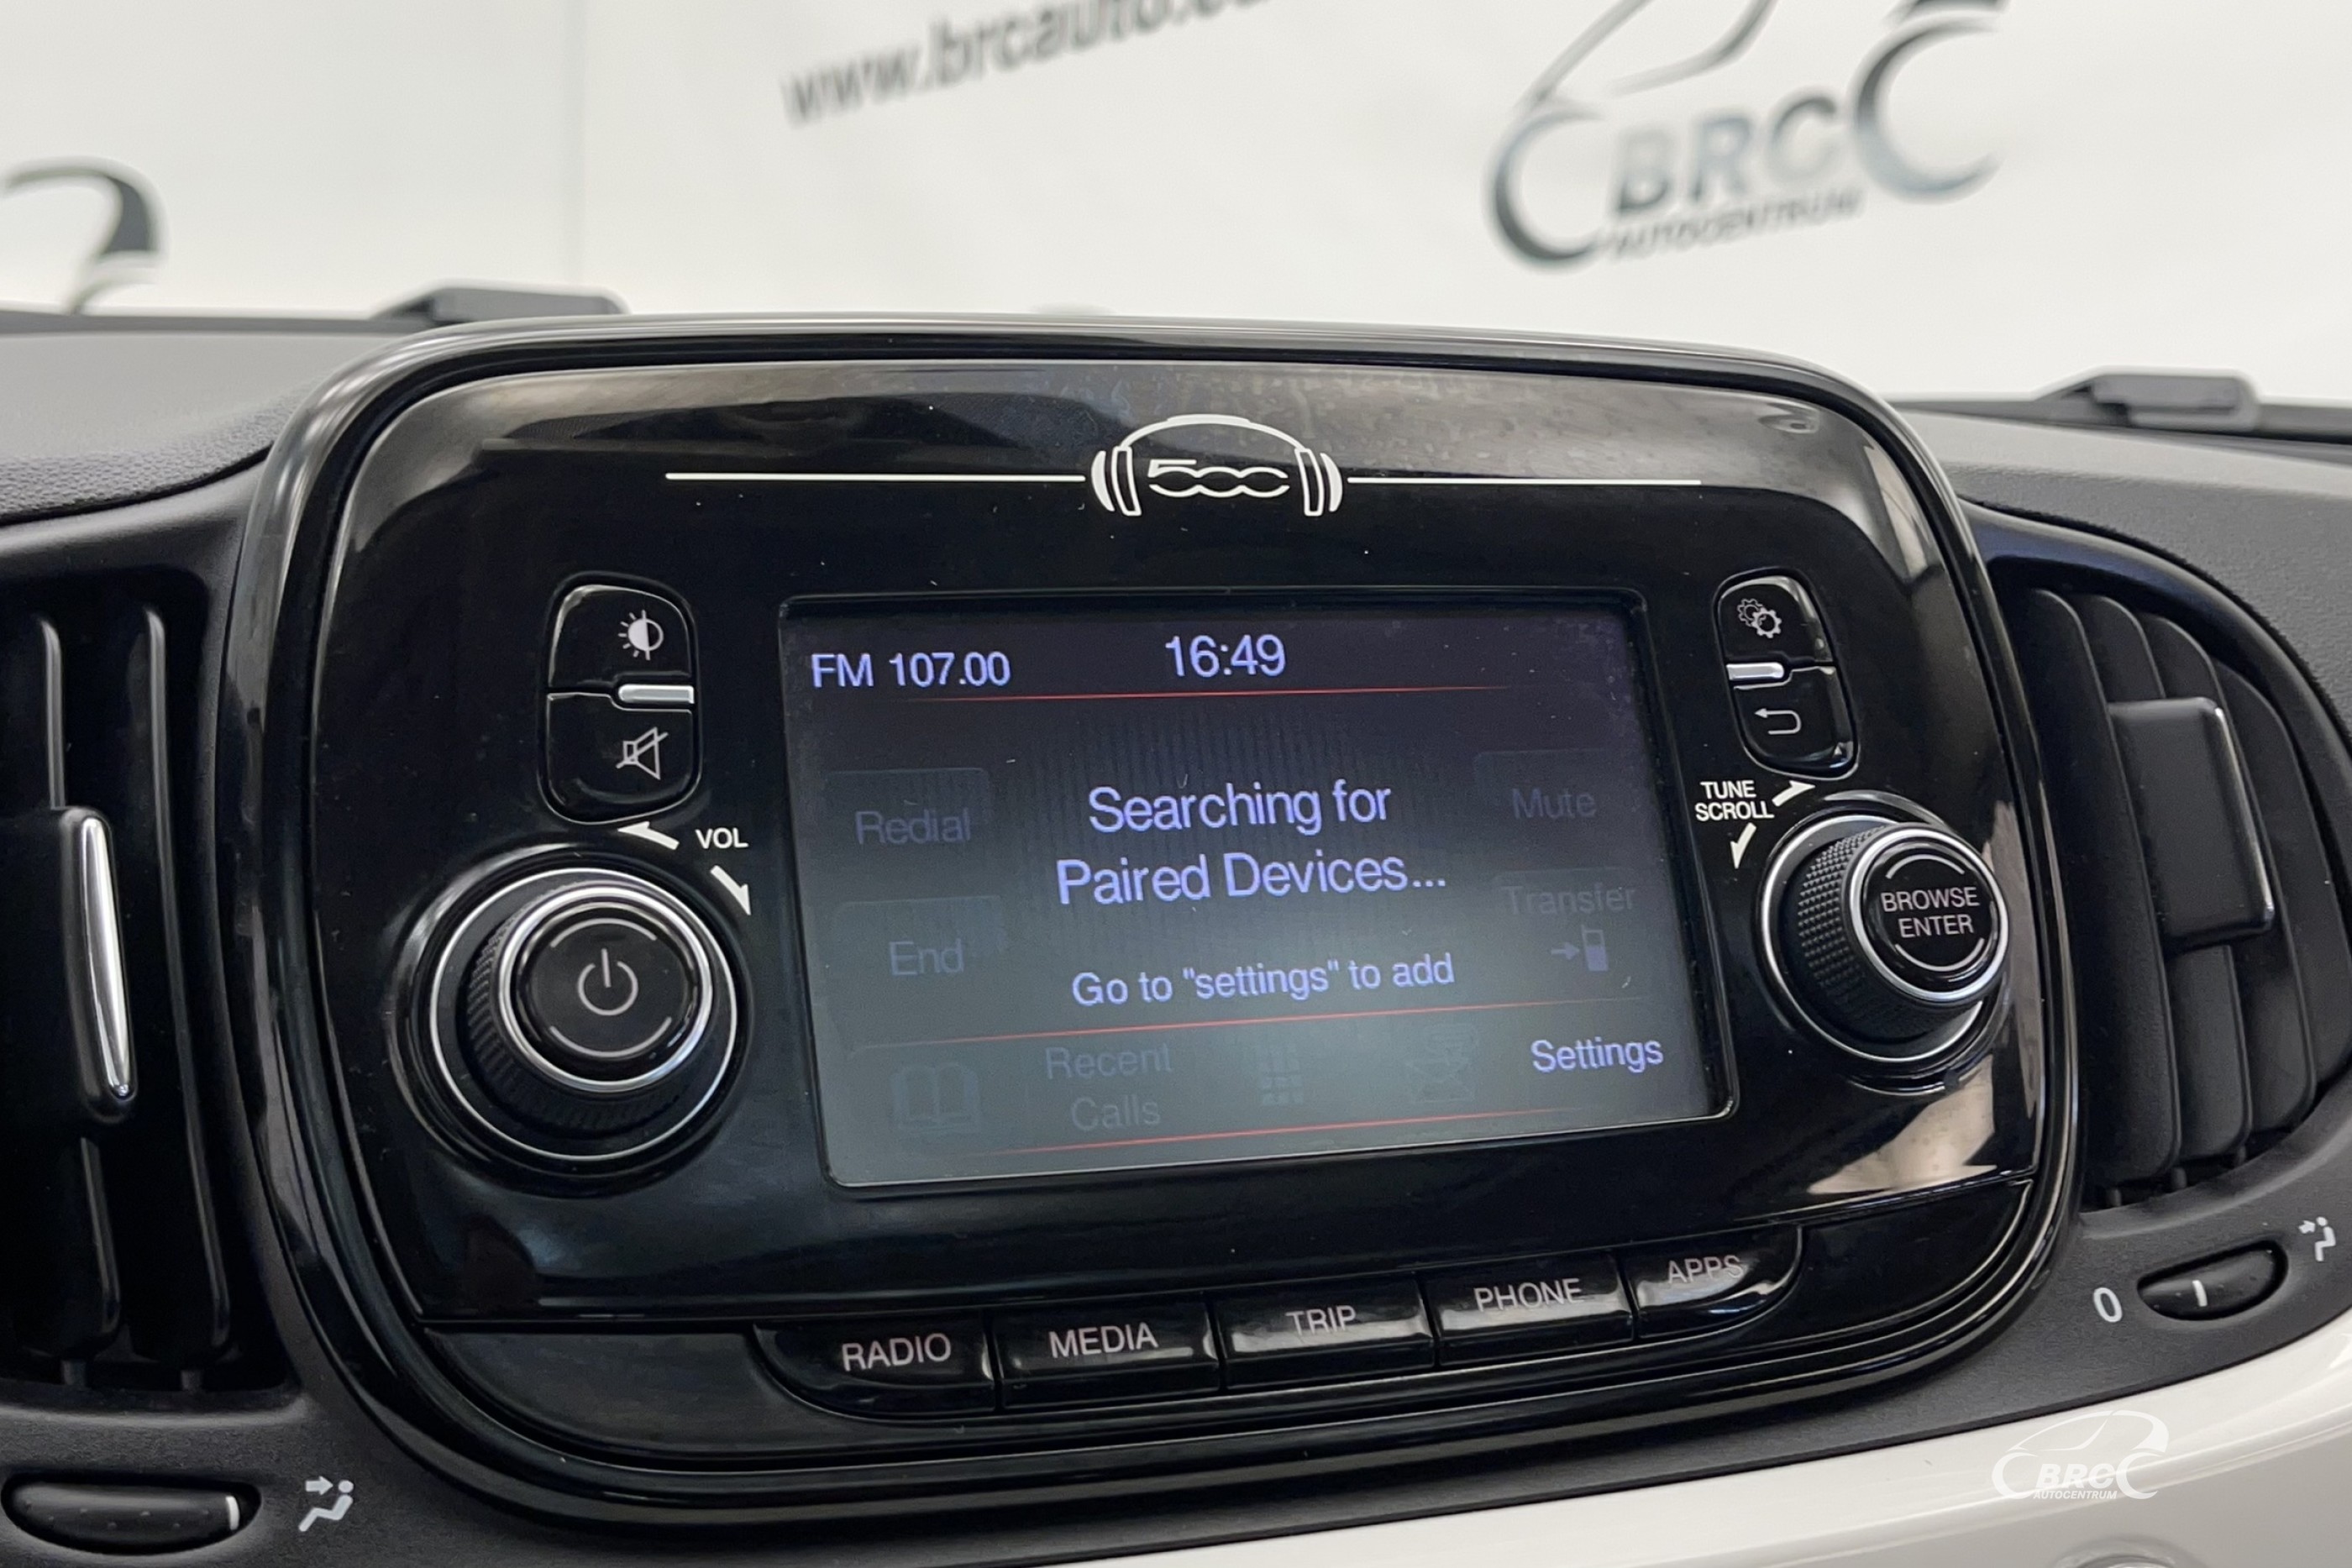 www.brcauto.
BRC
AUTOCENTRUM
500
FM 107.00 16:49
Redial
Searching for
Paired Devices...
Mute
End
Transfer
Go to "settings" to add
Recent
Calls
Settings
VOL
TUNE
SCROLL
BROWSE
ENTER
RADIO MEDIA TRIP PHONE APPS
0
BRC
AUTOCENTRUM